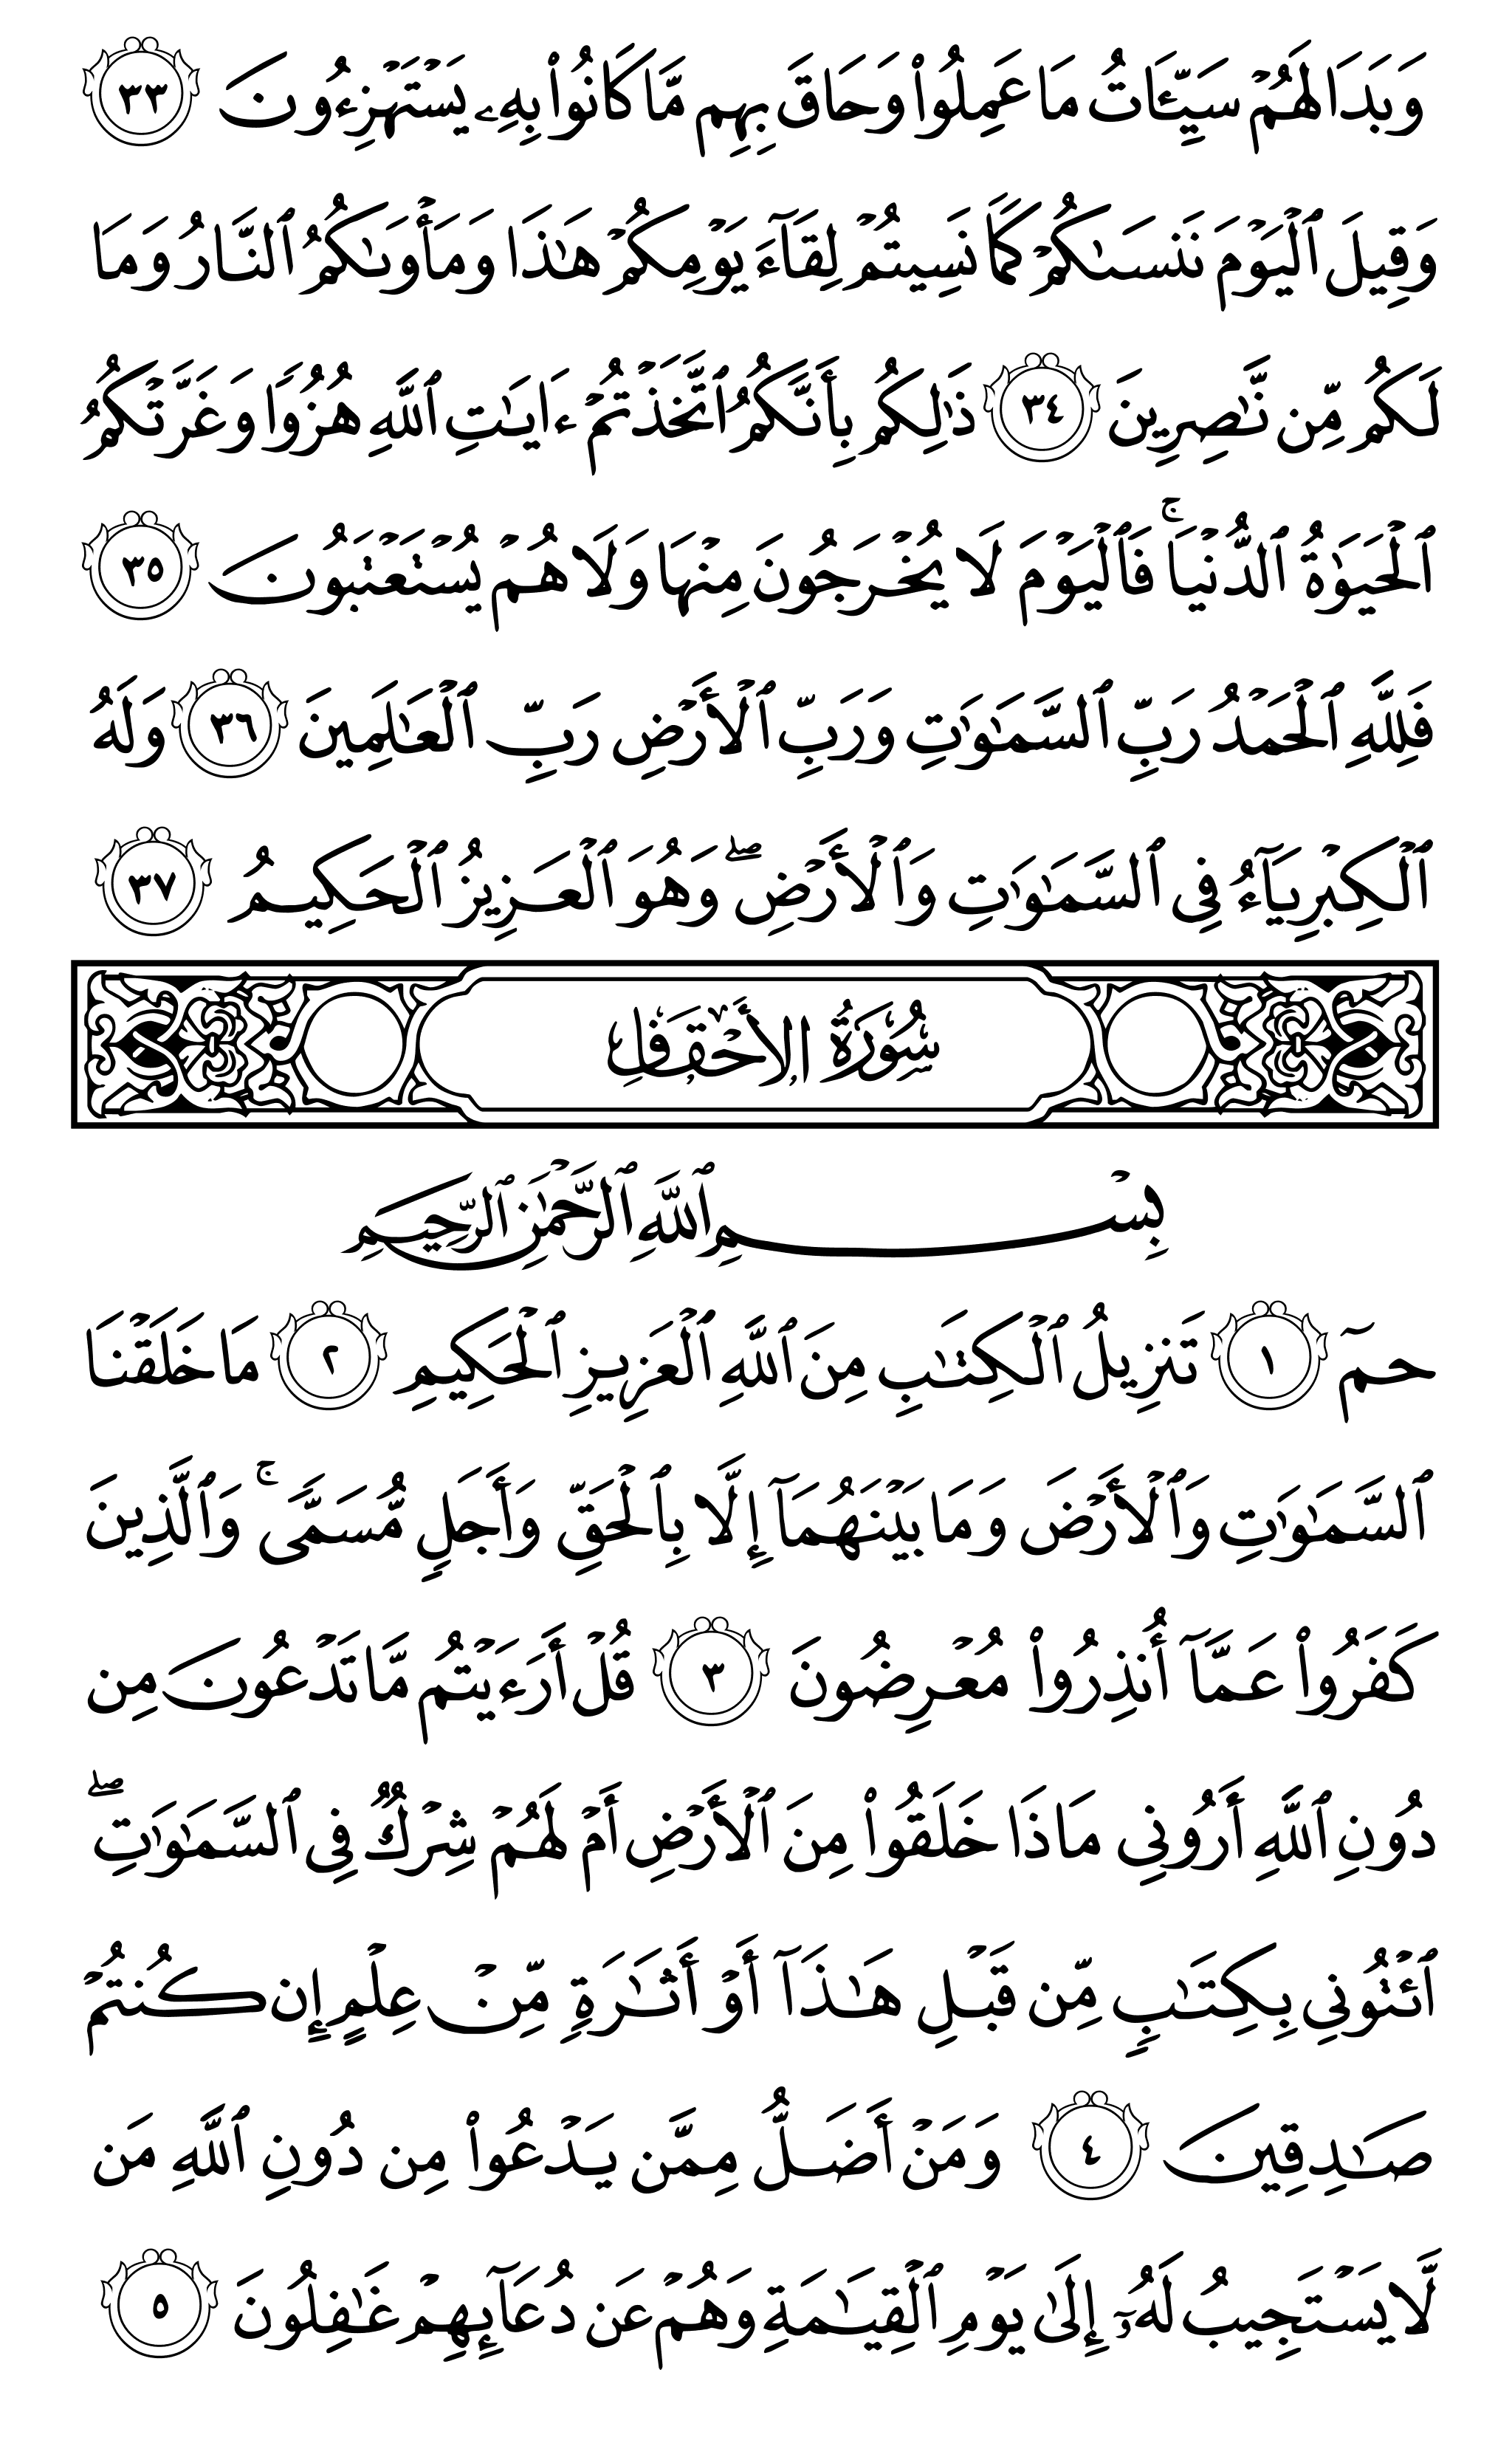 وَبَدَا لَهُمۡ سَيِّـَٔاتُ مَا عَمِلُواْ وَحَاقَ بِهِم مَّا كَانُواْ بِهِۦ يَسۡتَهۡزِءُونَ ٣٣
وَقِيلَ ٱلۡيَوۡمَ نَنسَىٰكُمۡ كَمَا نَسِيتُمۡ لِقَآءَ يَوۡمِكُمۡ هَٰذَا وَمَأۡوَىٰكُمُ ٱلنَّارُ وَمَا
لَكُم مِّن نَّٰصِرِينَ ٣٤ ذَٰلِكُم بِأَنَّكُمُ ٱتَّخَذۡتُمۡ ءَايَٰتِ ٱللَّهِ هُزُوٗا وَغَرَّتۡكُمُ
ٱلۡحَيَوٰةُ ٱلدُّنۡيَاۚ فَٱلۡيَوۡمَ لَا يُخۡرَجُونَ مِنۡهَا وَلَا هُمۡ يُسۡتَعۡتَبُونَ ٣٥
فَلِلَّهِ ٱلۡحَمۡدُ رَبِّ ٱلسَّمَٰوَٰتِ وَرَبِّ ٱلۡأَرۡضِ رَبِّ ٱلۡعَٰلَمِينَ ٣٦ وَلَهُ
ٱلۡكِبۡرِيَآءُ فِي ٱلسَّمَٰوَٰتِ وَٱلۡأَرۡضِۖ وَهُوَ ٱلۡعَزِيزُ ٱلۡحَكِيمُ ٣٧
سُورَةُ الأَحۡقَافِ
بِسۡمِ ٱللَّهِ ٱلرَّحۡمَٰنِ ٱلرَّحِيمِ
حمٓ ١ تَنزِيلُ ٱلۡكِتَٰبِ مِنَ ٱللَّهِ ٱلۡعَزِيزِ ٱلۡحَكِيمِ ٢ مَا خَلَقۡنَا
ٱلسَّمَٰوَٰتِ وَٱلۡأَرۡضَ وَمَا بَيۡنَهُمَآ إِلَّا بِٱلۡحَقِّ وَأَجَلٖ مُّسَمّٗىۚ وَٱلَّذِينَ
كَفَرُواْ عَمَّآ أُنذِرُواْ مُعۡرِضُونَ ٣ قُلۡ أَرَءَيۡتُم مَّا تَدۡعُونَ مِن
دُونِ ٱللَّهِ أَرُونِي مَاذَا خَلَقُواْ مِنَ ٱلۡأَرۡضِ أَمۡ لَهُمۡ شِرۡكٞ فِي ٱلسَّمَٰوَٰتِۖ
ٱئۡتُونِي بِكِتَٰبٖ مِّن قَبۡلِ هَٰذَآ أَوۡ أَثَٰرَةٖ مِّنۡ عِلۡمٍ إِن كُنتُمۡ
صَٰدِقِينَ ٤ وَمَنۡ أَضَلُّ مِمَّن يَدۡعُواْ مِن دُونِ ٱللَّهِ مَن
لَّا يَسۡتَجِيبُ لَهُۥٓ إِلَىٰ يَوۡمِ ٱلۡقِيَٰمَةِ وَهُمۡ عَن دُعَآئِهِمۡ غَٰفِلُونَ ٥